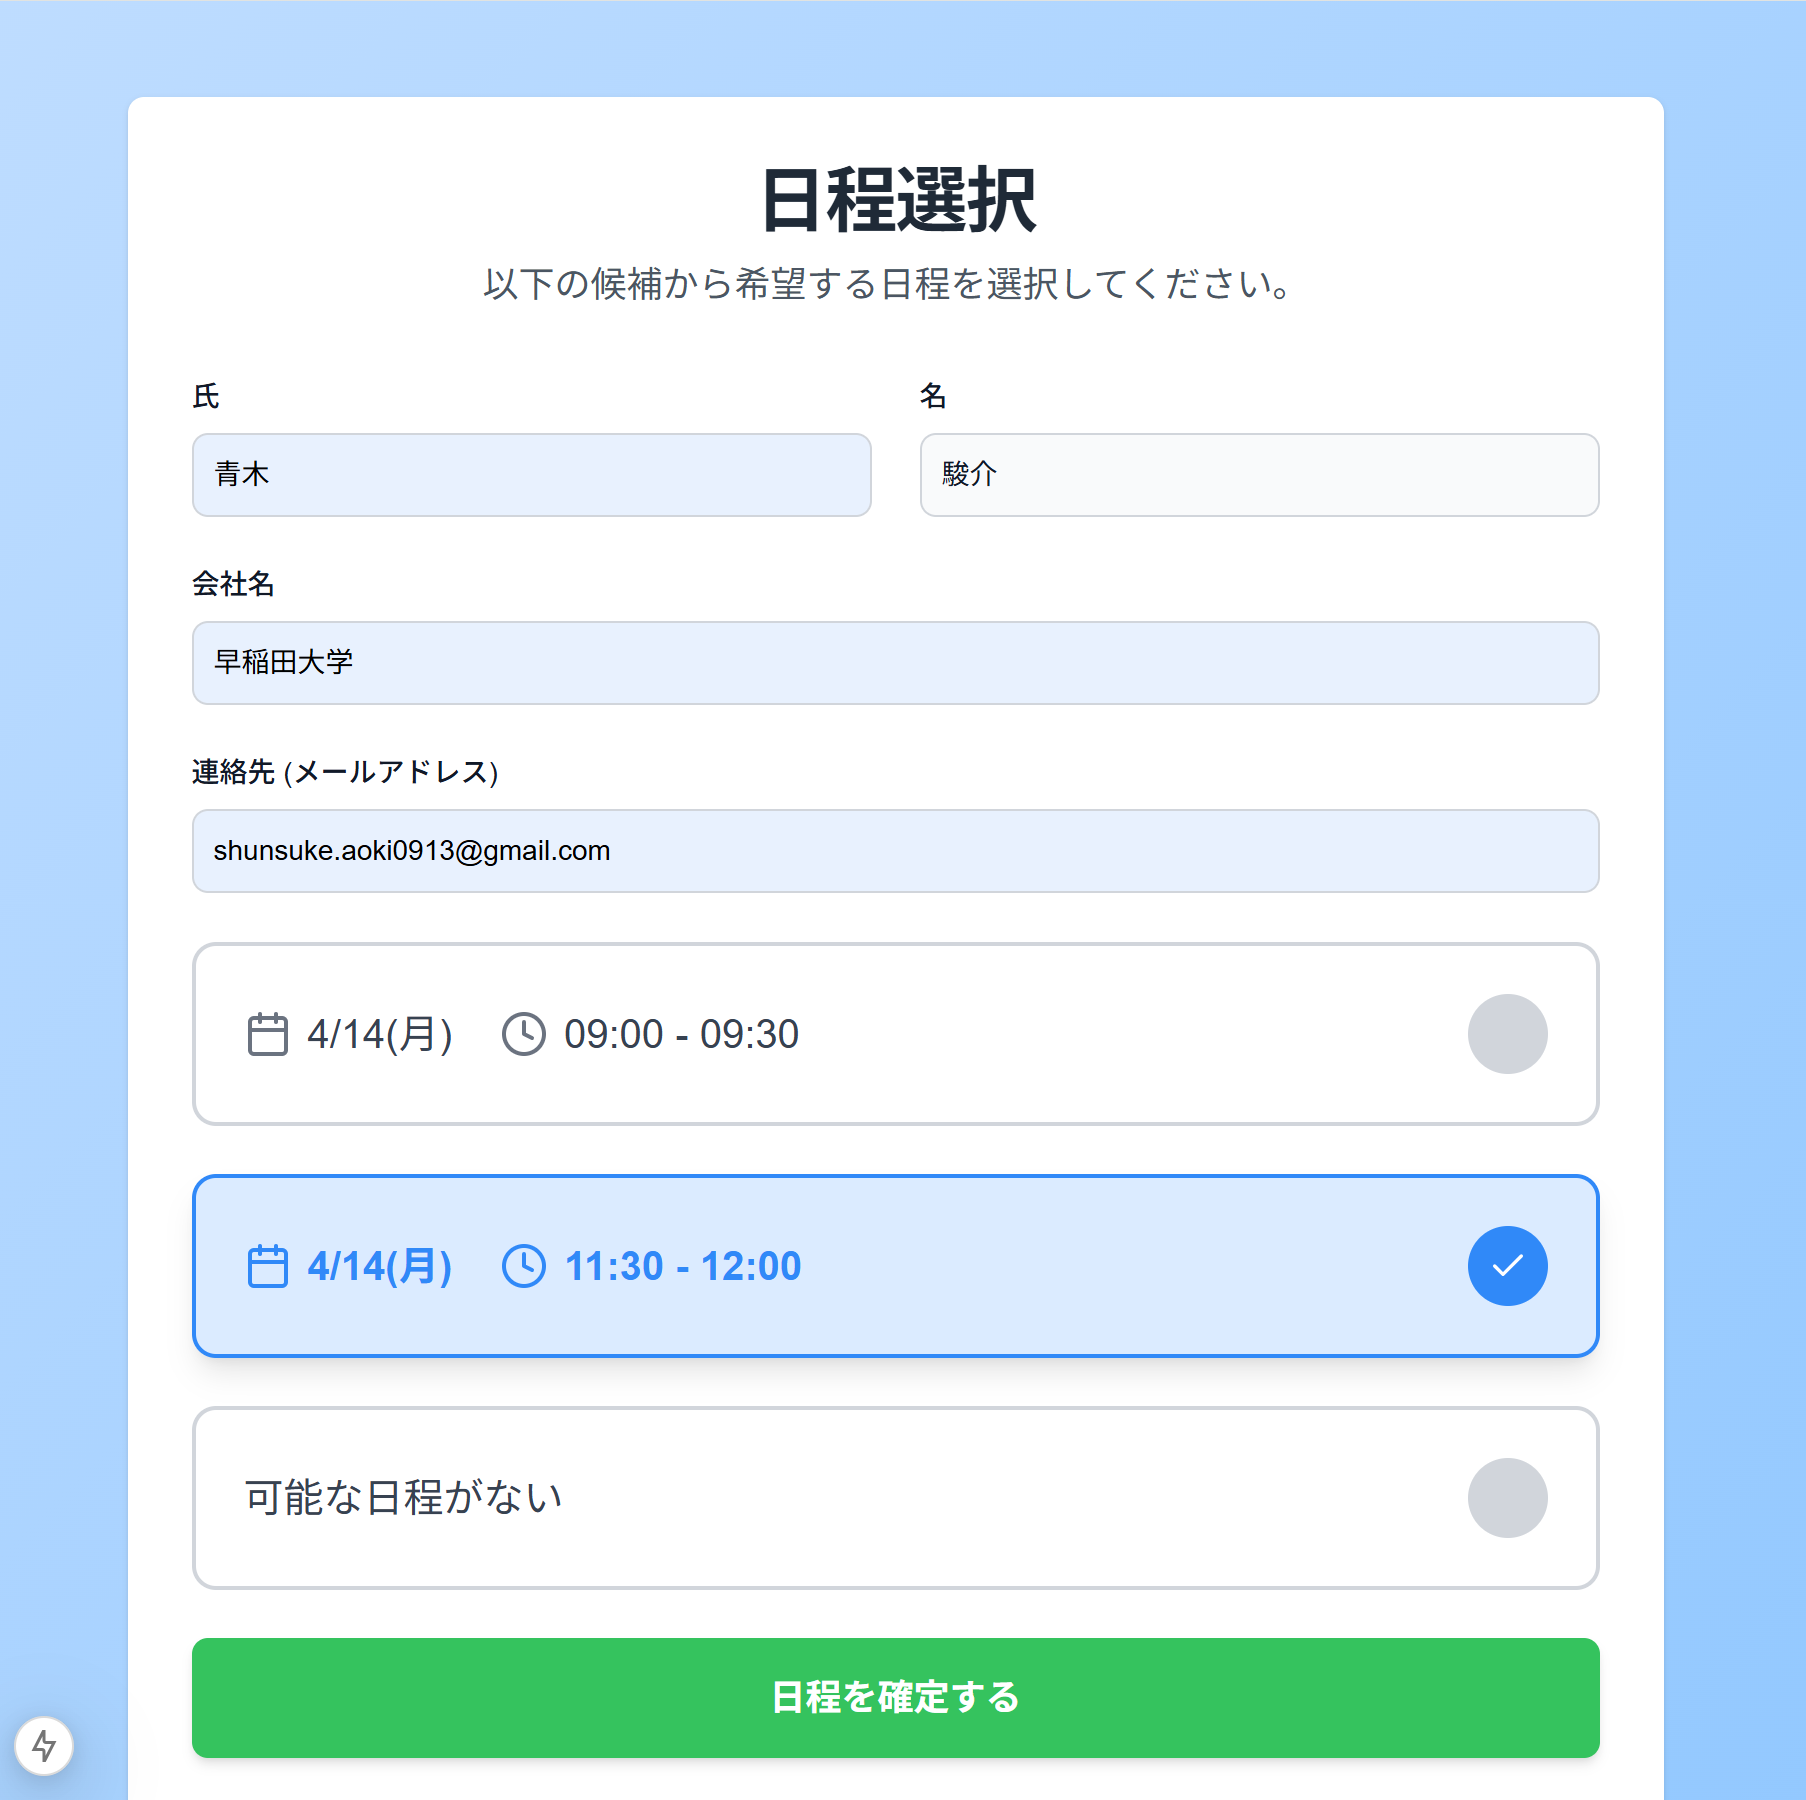 日程選択
以下の候補から希望する日程を選択してください。
氏
名
青木
駿介
会社名
早稲田大学
連絡先 (メールアドレス)
shunsuke.aoki0913@gmail.com
4/14(月) 09:00 - 09:30
4/14(月) 11:30 - 12:00
可能な日程がない
日程を確定する